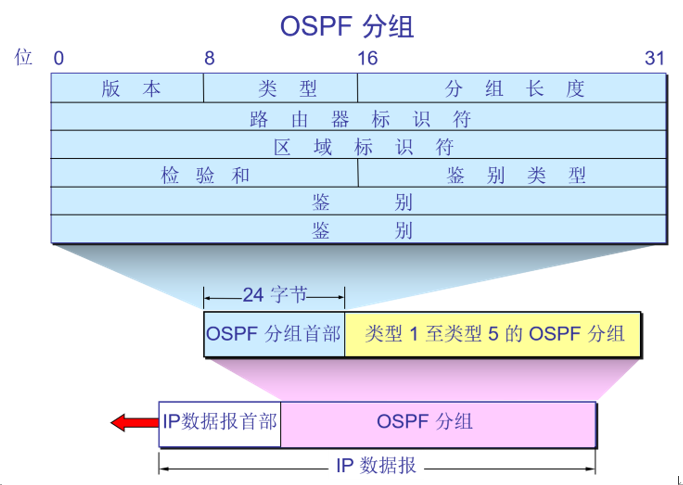 OSPF 分组
位 0 8 16 31
版本 类型 分组长度
路由器标识符
区域标识符
检验和 鉴别类型
鉴别
鉴别
24 字节
OSPF 分组首部 类型 1 至类型 5 的 OSPF 分组
IP数据报首部 OSPF 分组
IP 数据报